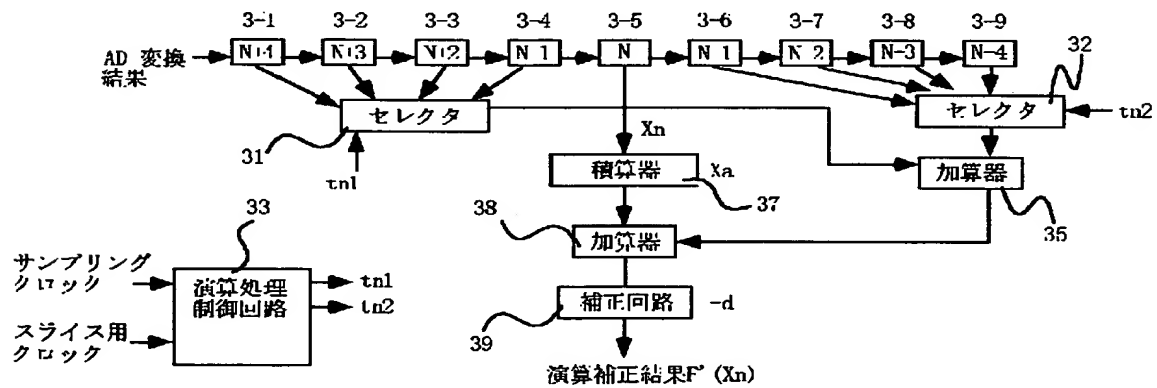 3-1 3-2 3-3 3-4 3-5 3-6 3-7 3-8 3-9
AD 変換
結果
N+4 N+3 N+2 N 1 N N 1 N 2 N-3 N-4
32
セレクタ
セレクタ
tn2
31
tn1
Xn
積算器
Xa
37
加算器
35
38
加算器
33
サンプリング
クロック
演算処理
制御回路
tn1
tn2
スライス用
クロック
補正回路
-d
39
演算補正結果F'(Xn)